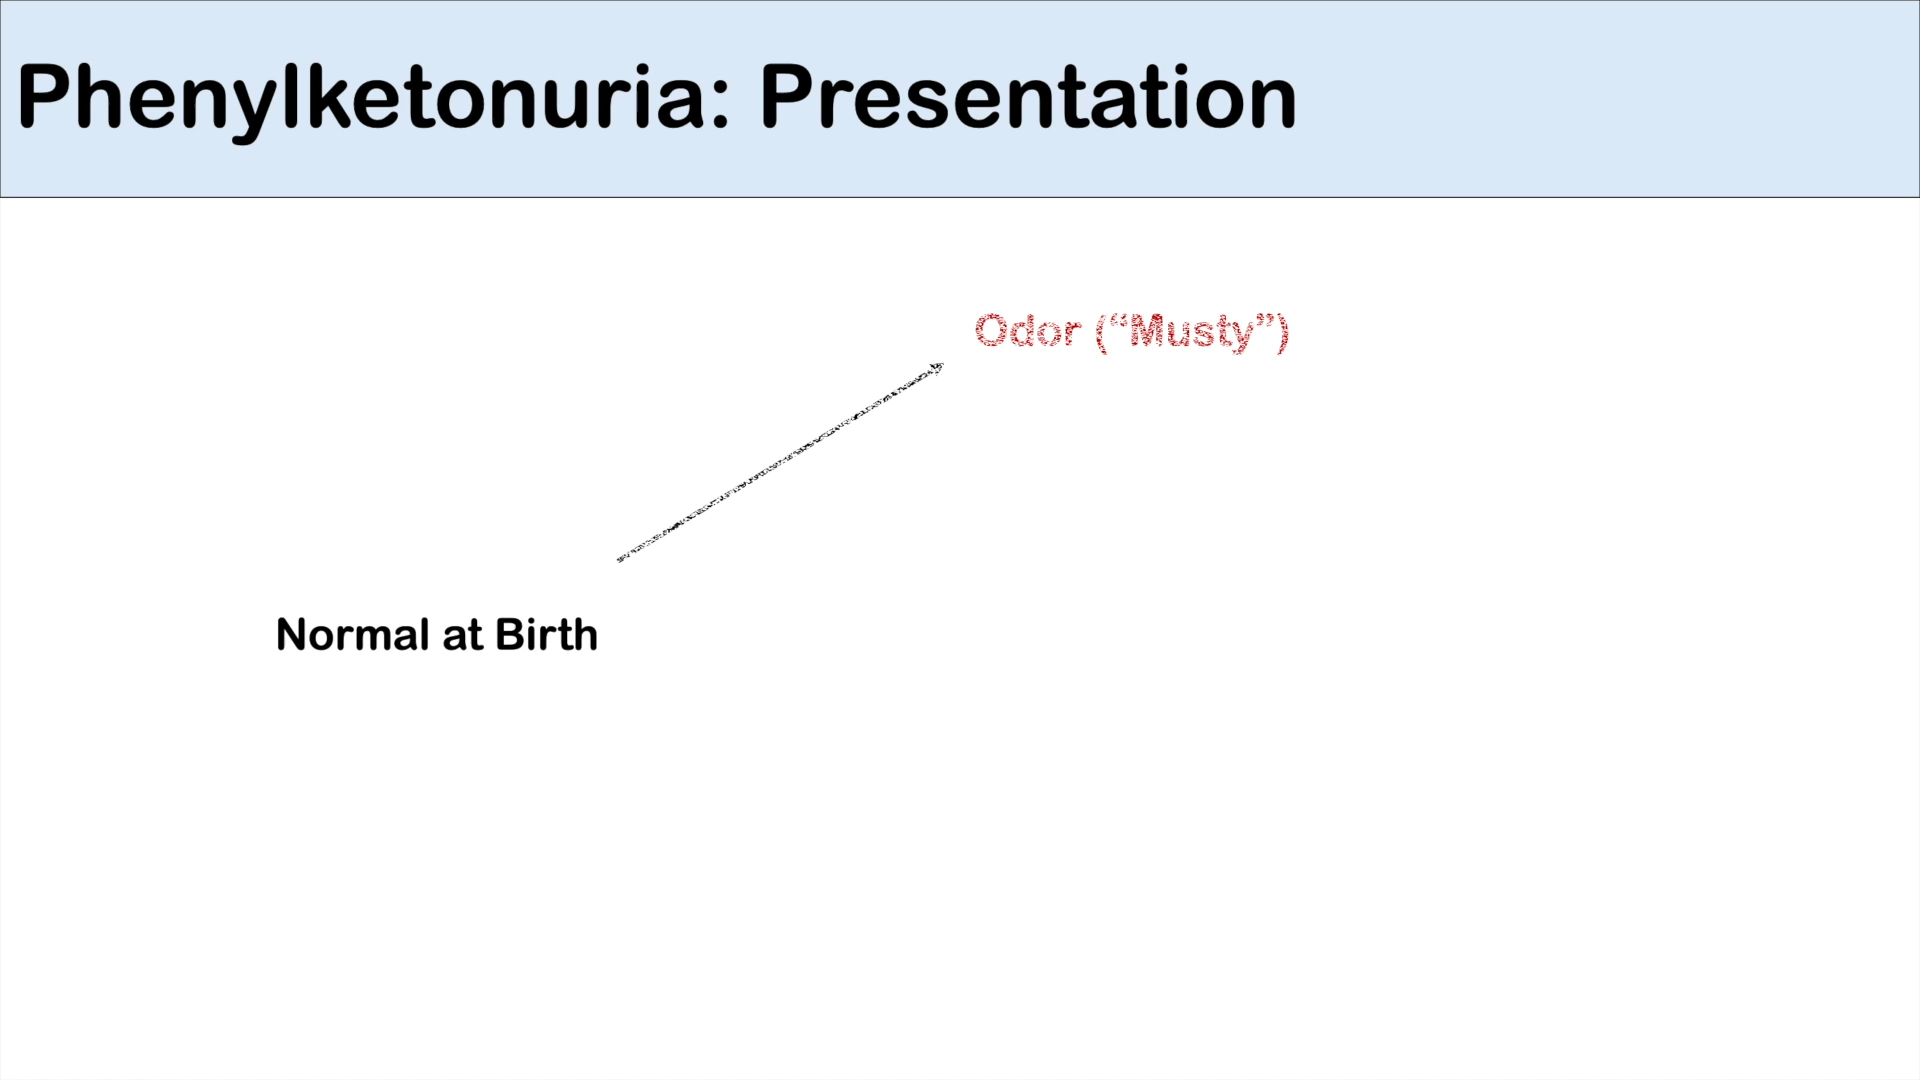 Phenylketonuria: Presentation
Odor (“Musty”)
Normal at Birth